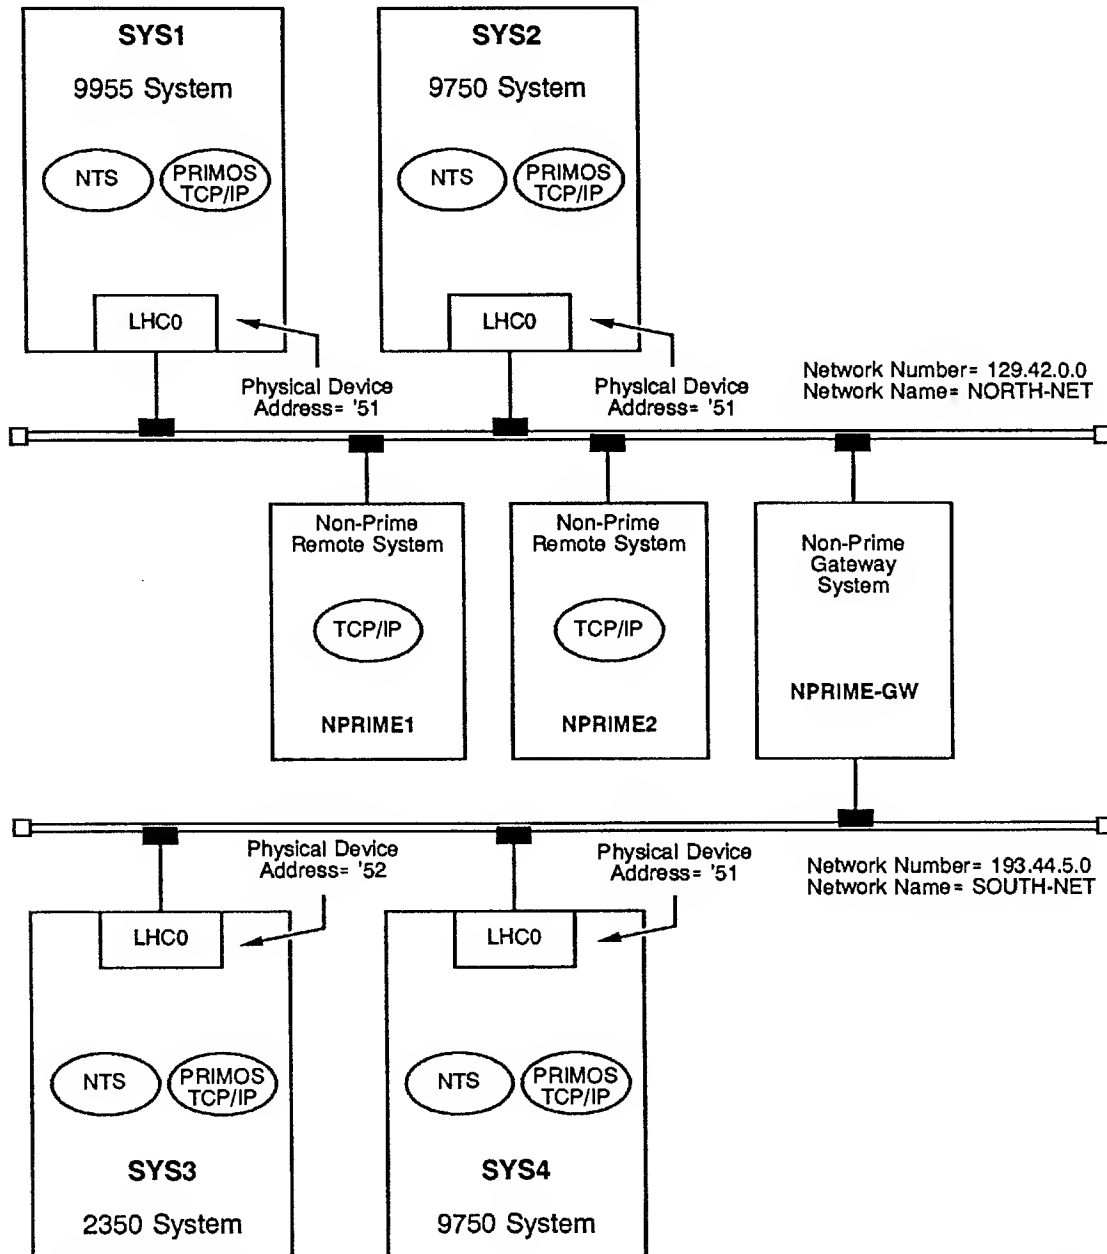 SYS1
9955 System
NTS
PRIMOS
TCP/IP
LHC0
Physical Device
Address= '51
SYS2
9750 System
NTS
PRIMOS
TCP/IP
LHC0
Physical Device
Address= '51
Network Number= 129.42.0.0
Network Name= NORTH-NET
Non-Prime
Remote System
TCP/IP
NPRIME1
Non-Prime
Remote System
TCP/IP
NPRIME2
Non-Prime
Gateway
System
NPRIME-GW
Physical Device
Address= '52
Physical Device
Address= '51
Network Number= 193.44.5.0
Network Name= SOUTH-NET
LHC0
NTS
PRIMOS
TCP/IP
SYS3
2350 System
LHC0
NTS
PRIMOS
TCP/IP
SYS4
9750 System